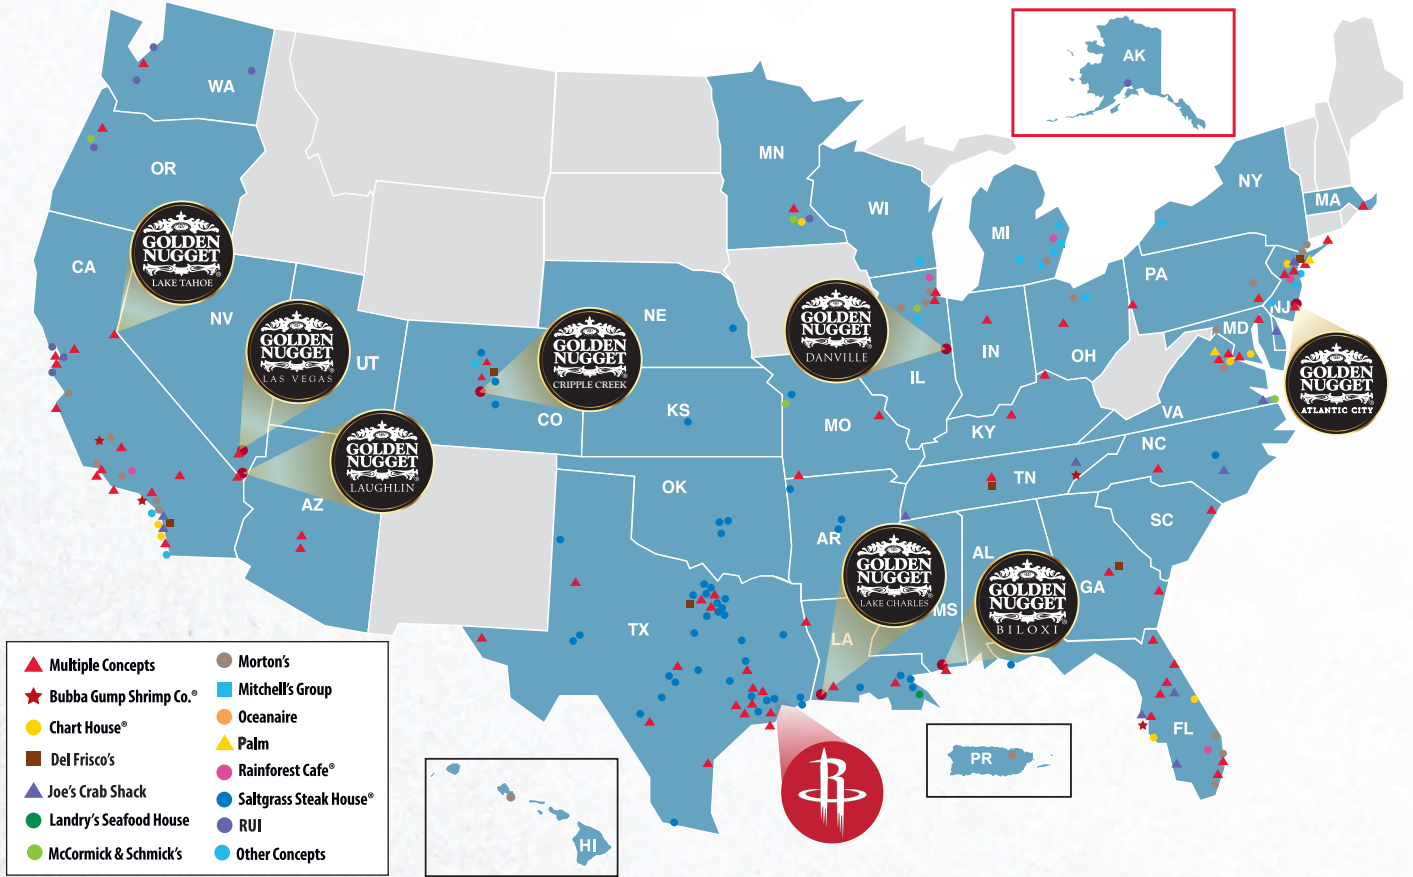 AK
WA
MN
OR
WI
NY
MA
MI
CA
GOLDEN
NUGGET®
LAKE TAHOE
PA
NV
GOLDEN
NUGGET®
LAS VEGAS
UT
NE
GOLDEN
NUGGET®
CRIPPLE CREEK
GOLDEN
NUGGET®
DANVILLE
NJ
MD
IN
OH
IL
GOLDEN
NUGGET®
ATLANTIC CITY
CO
KS
MO
KY
VA
NC
GOLDEN
NUGGET®
LAUGHLIN
AZ
OK
TN
SC
AR
AL
GA
GOLDEN
NUGGET®
LAKE CHARLES
MS
GOLDEN
NUGGET®
BILOXI
TX
LA
FL
R
PR
HI
Multiple Concepts
Bubba Gump Shrimp Co.®
Chart House®
Del Frisco's
Joe's Crab Shack
Landry's Seafood House
McCormick & Schmick's
Morton's
Mitchell's Group
Oceanaire
Palm
Rainforest Cafe®
Saltgrass Steak House®
RUI
Other Concepts